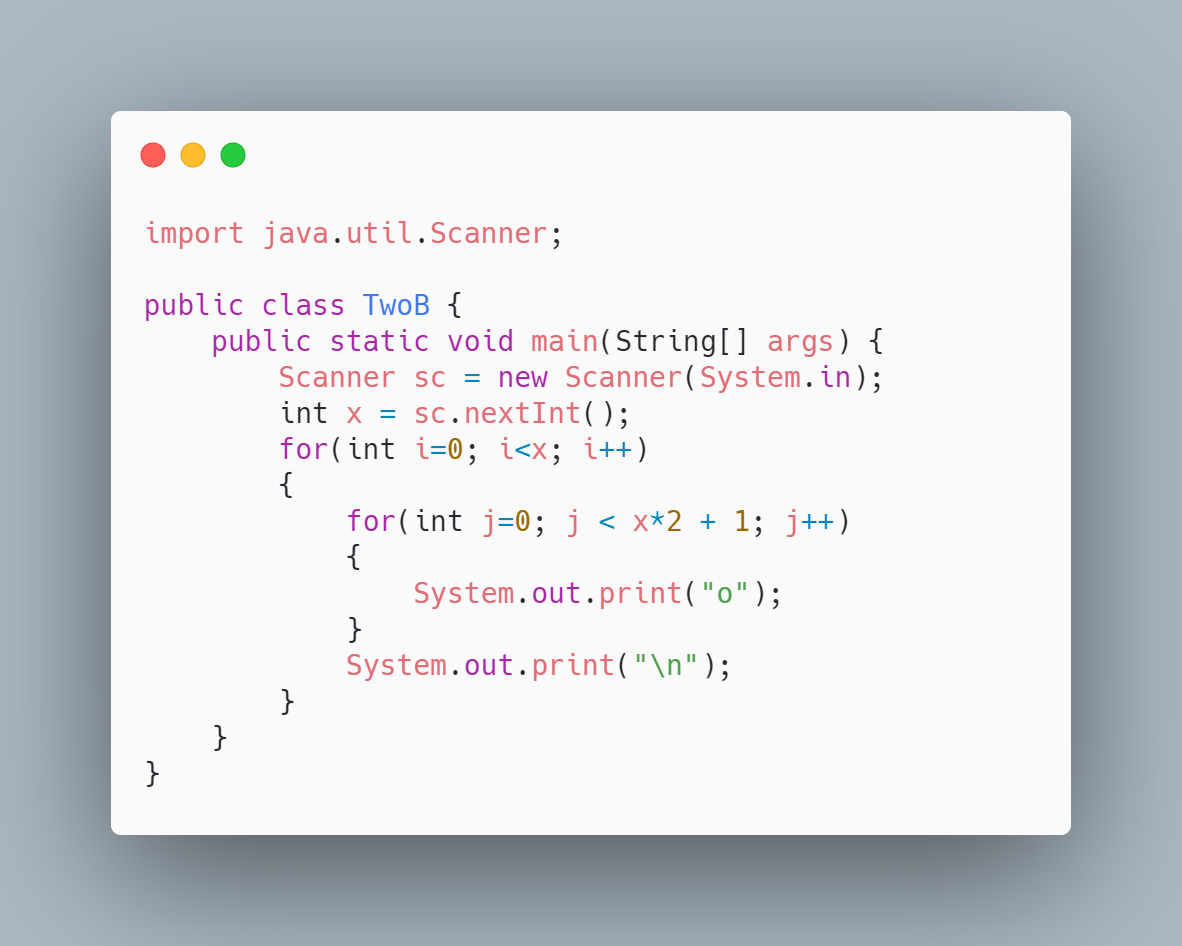 import java.util.Scanner;

public class TwoB {
    public static void main(String[] args) {
        Scanner sc = new Scanner(System.in);
        int x = sc.nextInt();
        for(int i=0; i<x; i++)
        {
            for(int j=0; j < x*2 + 1; j++)
            {
                System.out.print("o");
            }
            System.out.print("\n");
        }
    }
}